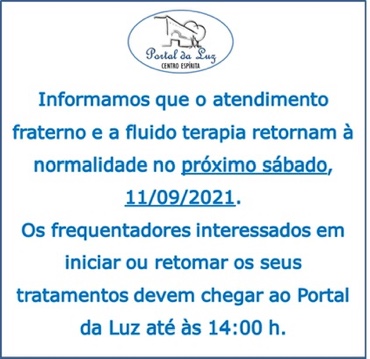 Portal da Luz
CENTRO ESPÍRITA
Informamos que o atendimento
fraterno e a fluido terapia retornam à
normalidade no próximo sábado,
11/09/2021.
Os frequentadores interessados em
iniciar ou retomar os seus
tratamentos devem chegar ao Portal
da Luz até às 14:00 h.